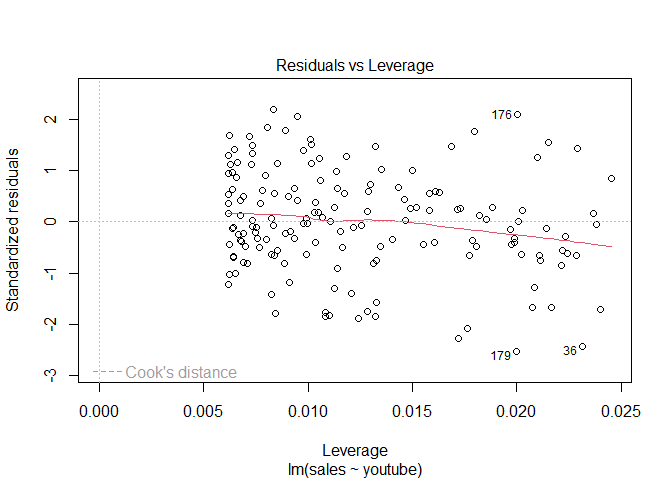 Residuals vs Leverage
Standardized residuals
2
1
0
-1
-2
-3
176
179
36
Cook's distance
0.000 0.005 0.010 0.015 0.020 0.025
Leverage
lm(sales ~ youtube)